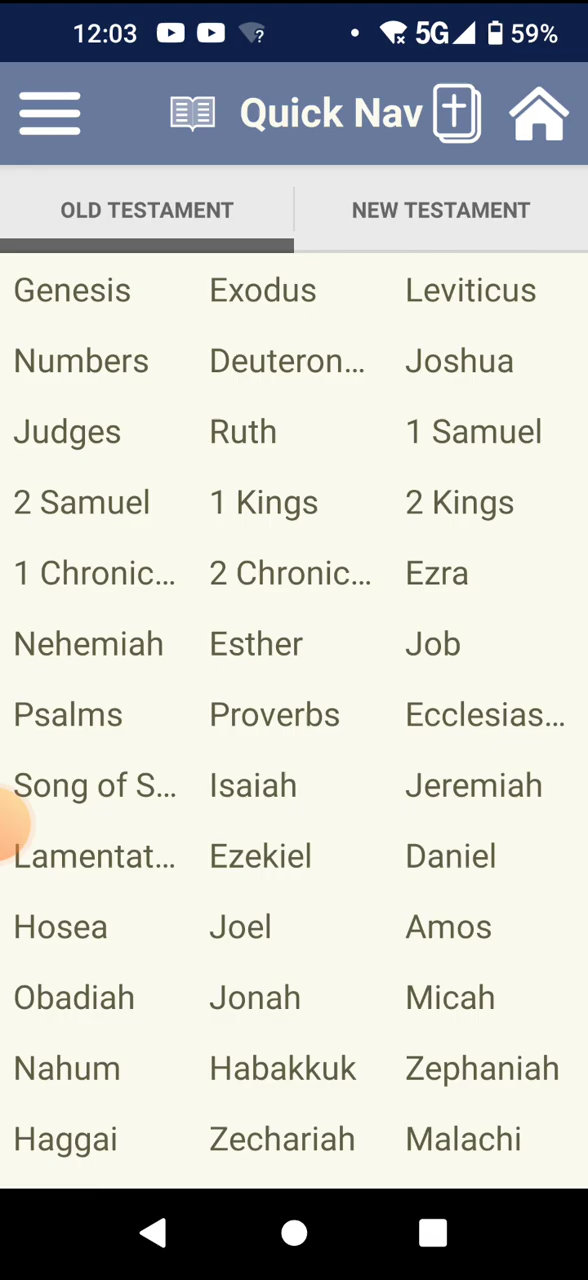 12:03 ? 5G 59%
Quick Nav
OLD TESTAMENT NEW TESTAMENT
Genesis Exodus Leviticus
Numbers Deuteron... Joshua
Judges Ruth 1 Samuel
2 Samuel 1 Kings 2 Kings
1 Chronic... 2 Chronic... Ezra
Nehemiah Esther Job
Psalms Proverbs Ecclesias...
Song of S... Isaiah Jeremiah
Lamentat... Ezekiel Daniel
Hosea Joel Amos
Obadiah Jonah Micah
Nahum Habakkuk Zephaniah
Haggai Zechariah Malachi